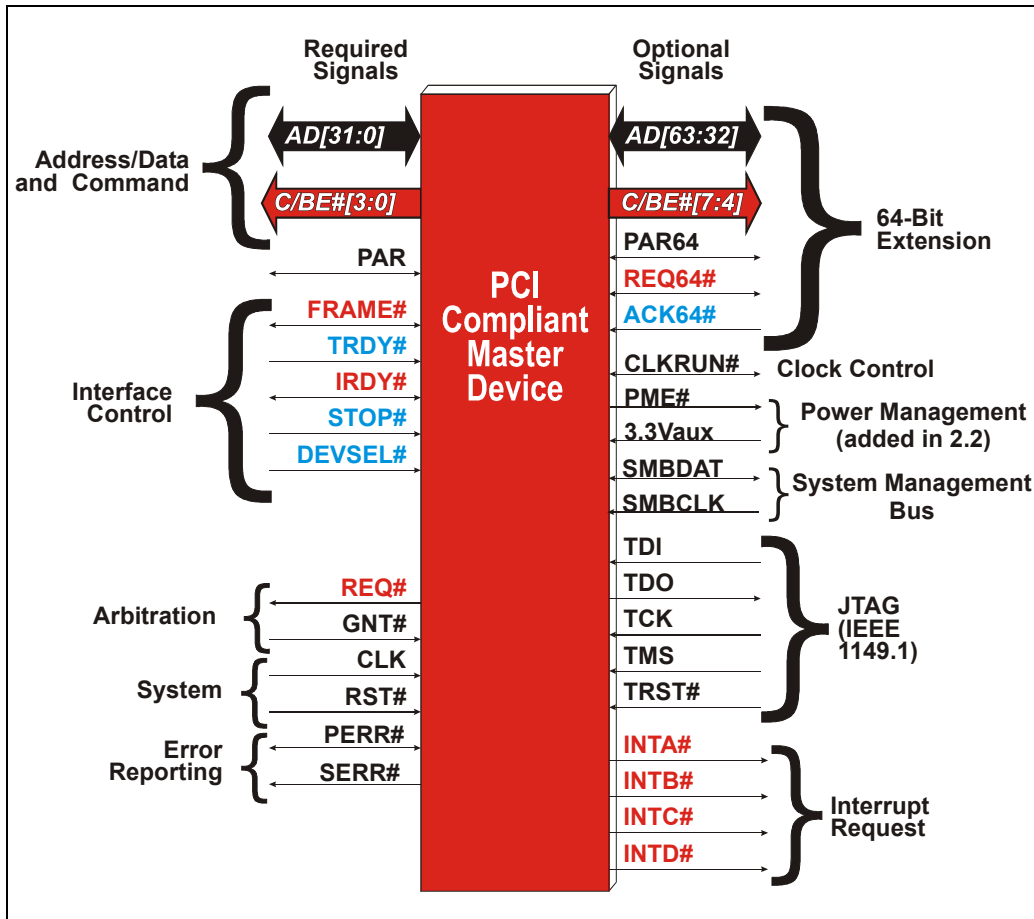 Required
Signals
Optional
Signals
Address/Data
and Command
AD[31:0]
C/BE#[3:0]
PAR
Interface
Control
FRAME#
TRDY#
IRDY#
STOP#
DEVSEL#
Arbitration
REQ#
GNT#
System
CLK
RST#
Error
Reporting
PERR#
SERR#
PCI
Compliant
Master
Device
AD[63:32]
C/BE#[7:4]
PAR64
REQ64#
ACK64#
64-Bit
Extension
CLKRUN#
Clock Control
PME#
3.3Vaux
Power Management
(added in 2.2)
SMBDAT
SMBCLK
System Management
Bus
TDI
TDO
TCK
TMS
TRST#
JTAG
(IEEE
1149.1)
INTA#
INTB#
INTC#
INTD#
Interrupt
Request